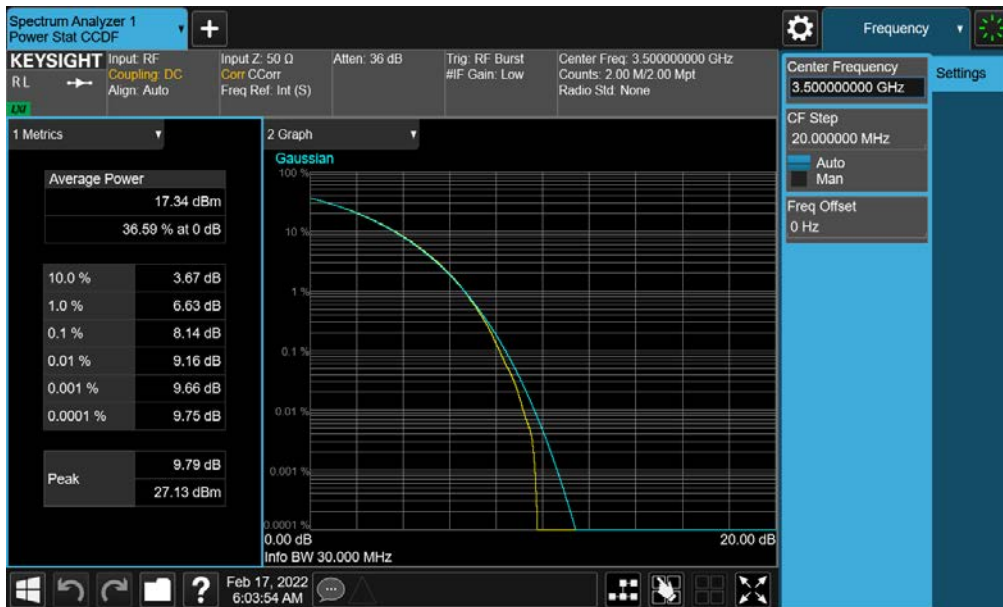 Spectrum Analyzer 1
Power Stat CCDF
+
Frequency
KEYSIGHT
R L
LXI
Input: RF
Coupling: DC
Align: Auto
Input Z: 50 Ω
Corr CCorr
Freq Ref: Int (S)
Atten: 36 dB
Trig: RF Burst
#IF Gain: Low
Center Freq: 3.500000000 GHz
Counts: 2.00 M/2.00 Mpt
Radio Std: None
Center Frequency
3.500000000 GHz
Settings
CF Step
20.000000 MHz
Auto
Man
Freq Offset
0 Hz
1 Metrics
Average Power
17.34 dBm
36.59 % at 0 dB
10.0 % 3.67 dB
1.0 % 6.63 dB
0.1 % 8.14 dB
0.01 % 9.16 dB
0.001 % 9.66 dB
0.0001 % 9.75 dB
Peak
9.79 dB
27.13 dBm
2 Graph
Gaussian
100 %
10 %
1 %
0.1 %
0.01 %
0.001 %
0.0001 %
0.00 dB 20.00 dB
Info BW 30.000 MHz
?
Feb 17, 2022
6:03:54 AM